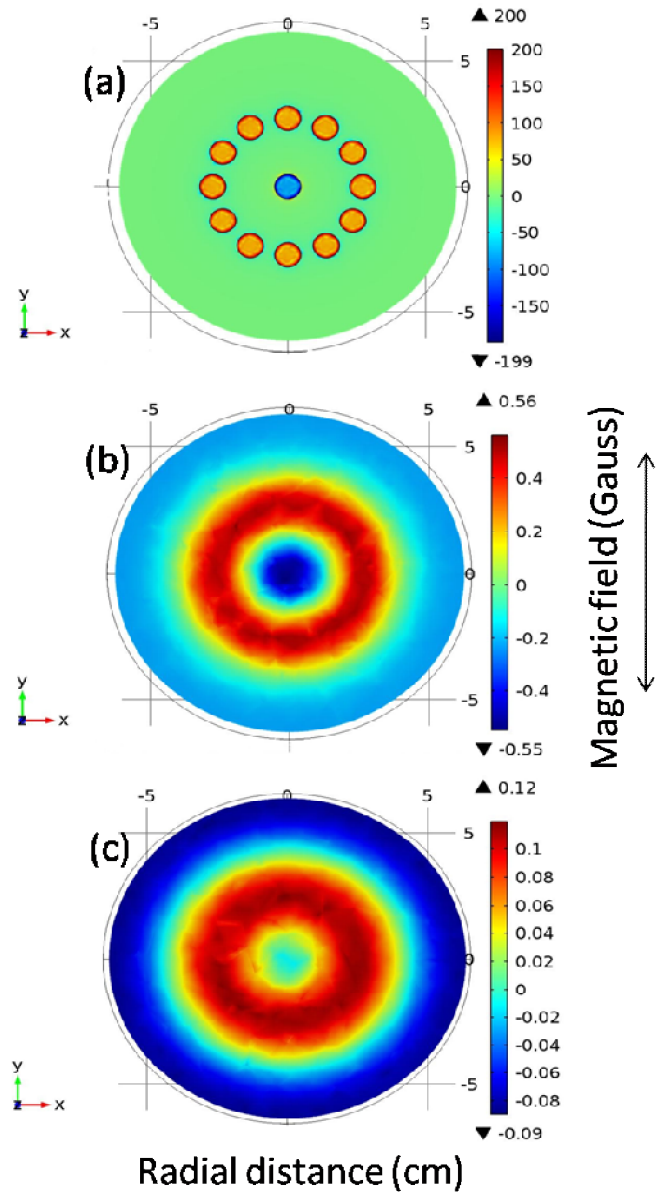 -5 0 5
▲ 200
(a)
5
200
150
100
50
0
-50
-100
-150
0
-5
▼ -199
y
z x
-5 0 5
▲ 0.56
(b)
5
0.4
0.2
0
-0.2
-0.4
0
-5
▼ -0.55
y
z x
Magnetic field (Gauss)
-5 0 5
▲ 0.12
(c)
5
0.1
0.08
0.06
0.04
0.02
0
-0.02
-0.04
-0.06
-0.08
0
-5
▼ -0.09
y
z x
Radial distance (cm)